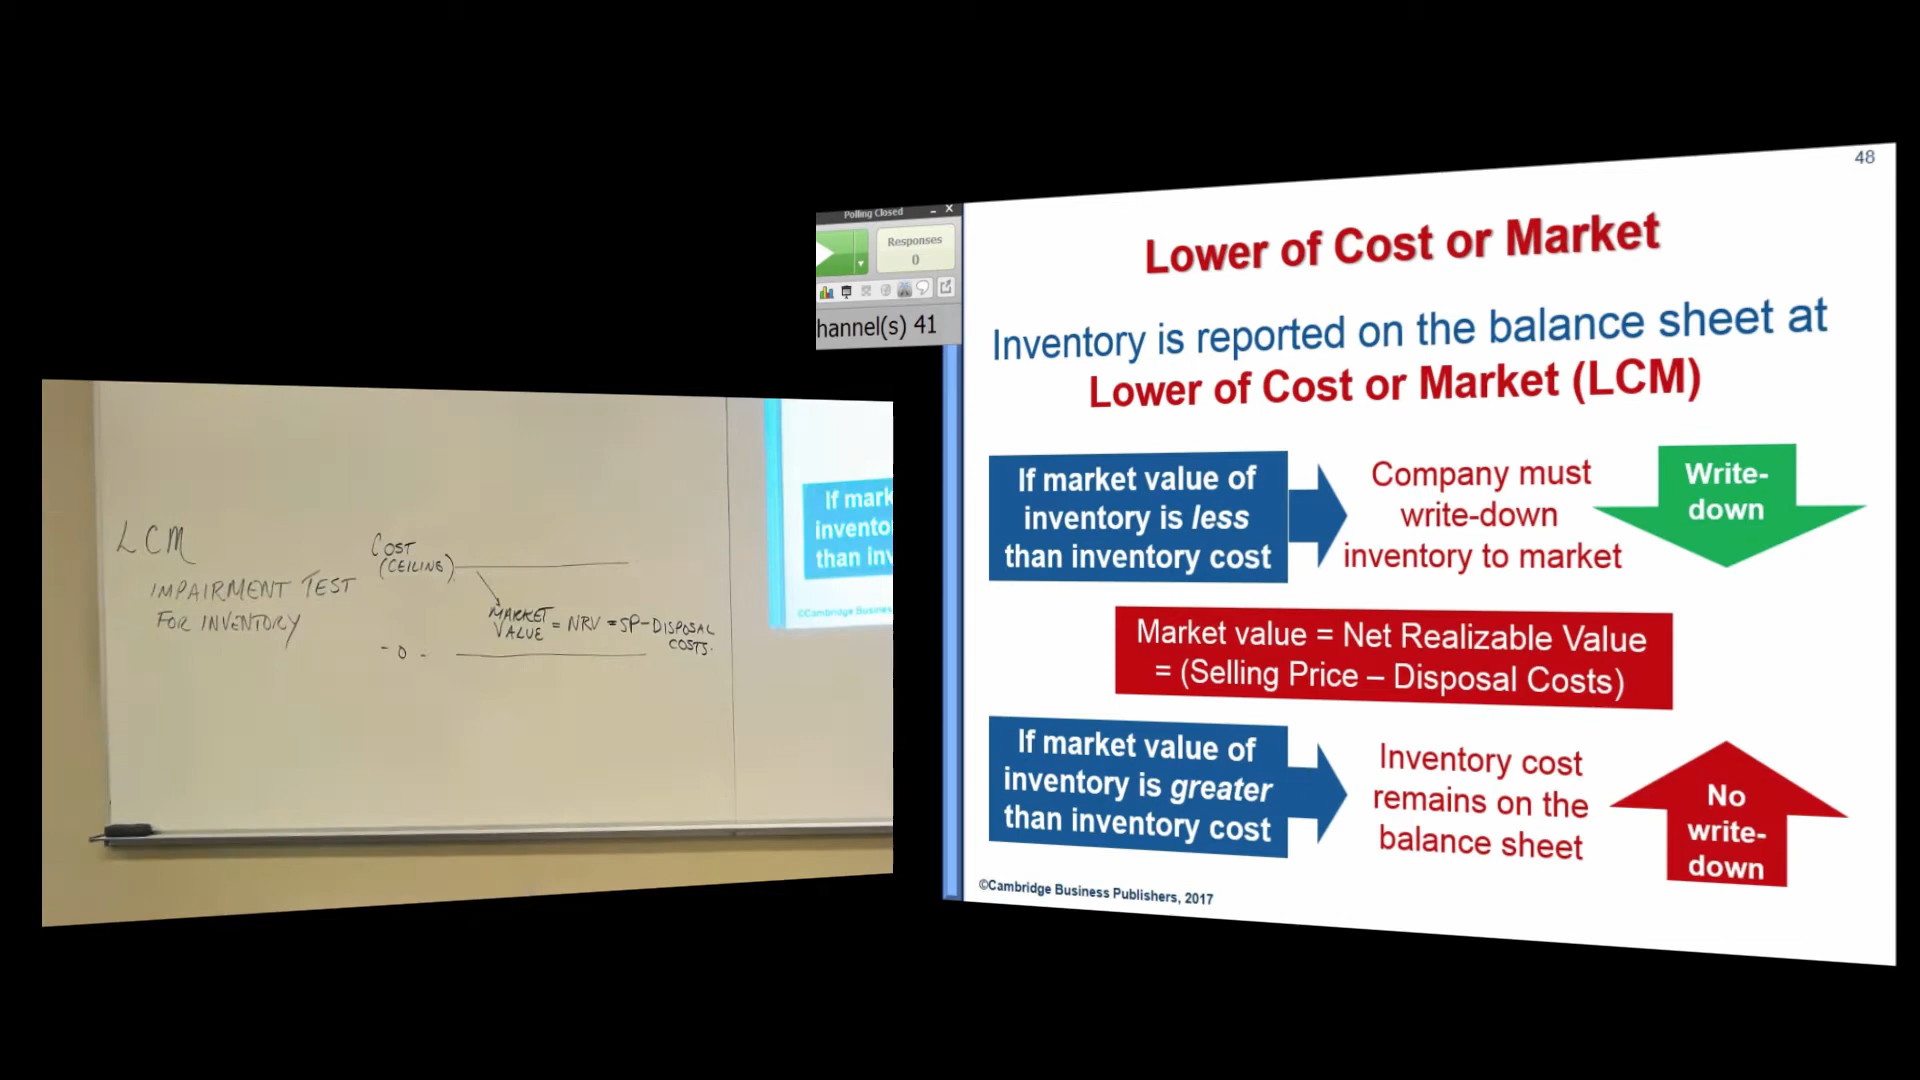 LCM
IMPAIRMENT TEST
FOR INVENTORY
COST
(CEILING)
MARKET
VALUE = NRV = SP - DISPOSAL
COSTS.
- 0 -
If mark
invento
than inv
©Cambridge Business
Polling Closed
Responses
0
hannel(s) 41
48
Lower of Cost or Market
Inventory is reported on the balance sheet at
Lower of Cost or Market (LCM)
If market value of
inventory is less
than inventory cost
Company must
write-down
inventory to market
Write-
down
Market value = Net Realizable Value
= (Selling Price – Disposal Costs)
If market value of
inventory is greater
than inventory cost
Inventory cost
remains on the
balance sheet
No
write-
down
©Cambridge Business Publishers, 2017